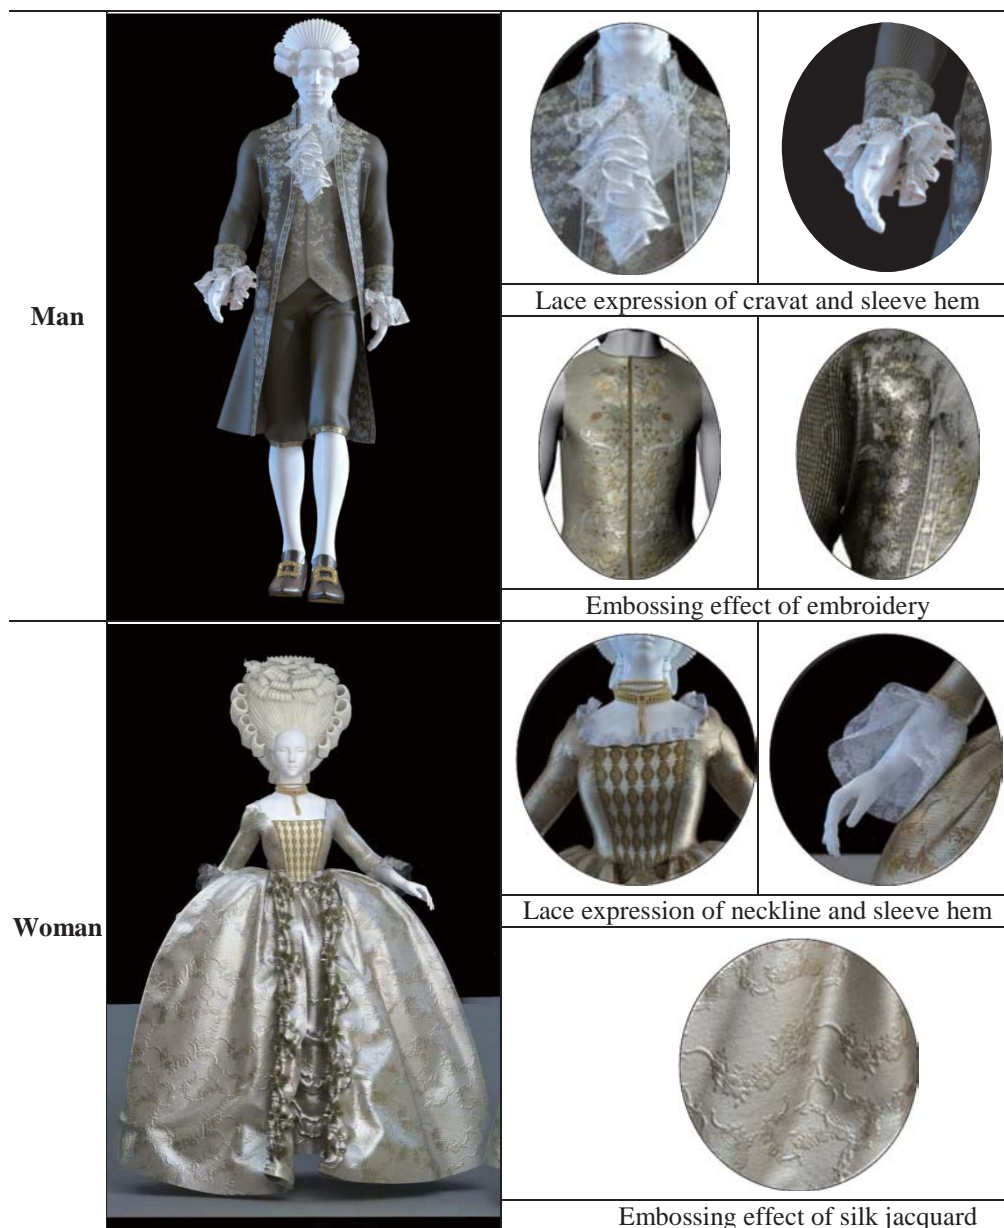 Man
Lace expression of cravat and sleeve hem
Embossing effect of embroidery
Woman
Lace expression of neckline and sleeve hem
Embossing effect of silk jacquard